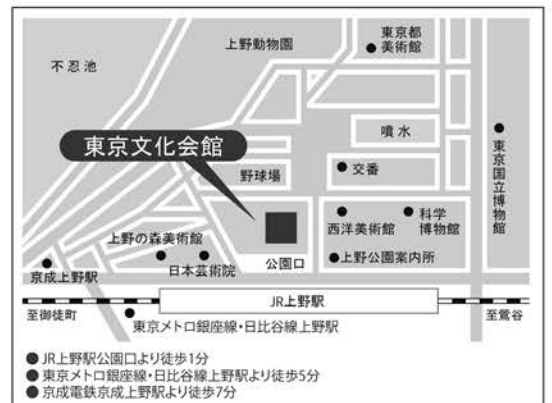 東京都
美術館
上野動物園
不忍池
噴水
東京文化会館
東京国立博物館
野球場
交番
西洋美術館
科学
博物館
上野の森美術館
日本芸術院
公園口
上野公園案内所
京成上野駅
JR上野駅
至御徒町
至鶯谷
東京メトロ銀座線・日比谷線上野駅
●JR上野駅公園口より徒歩1分
●東京メトロ銀座線・日比谷線上野駅より徒歩5分
●京成電鉄京成上野駅より徒歩7分